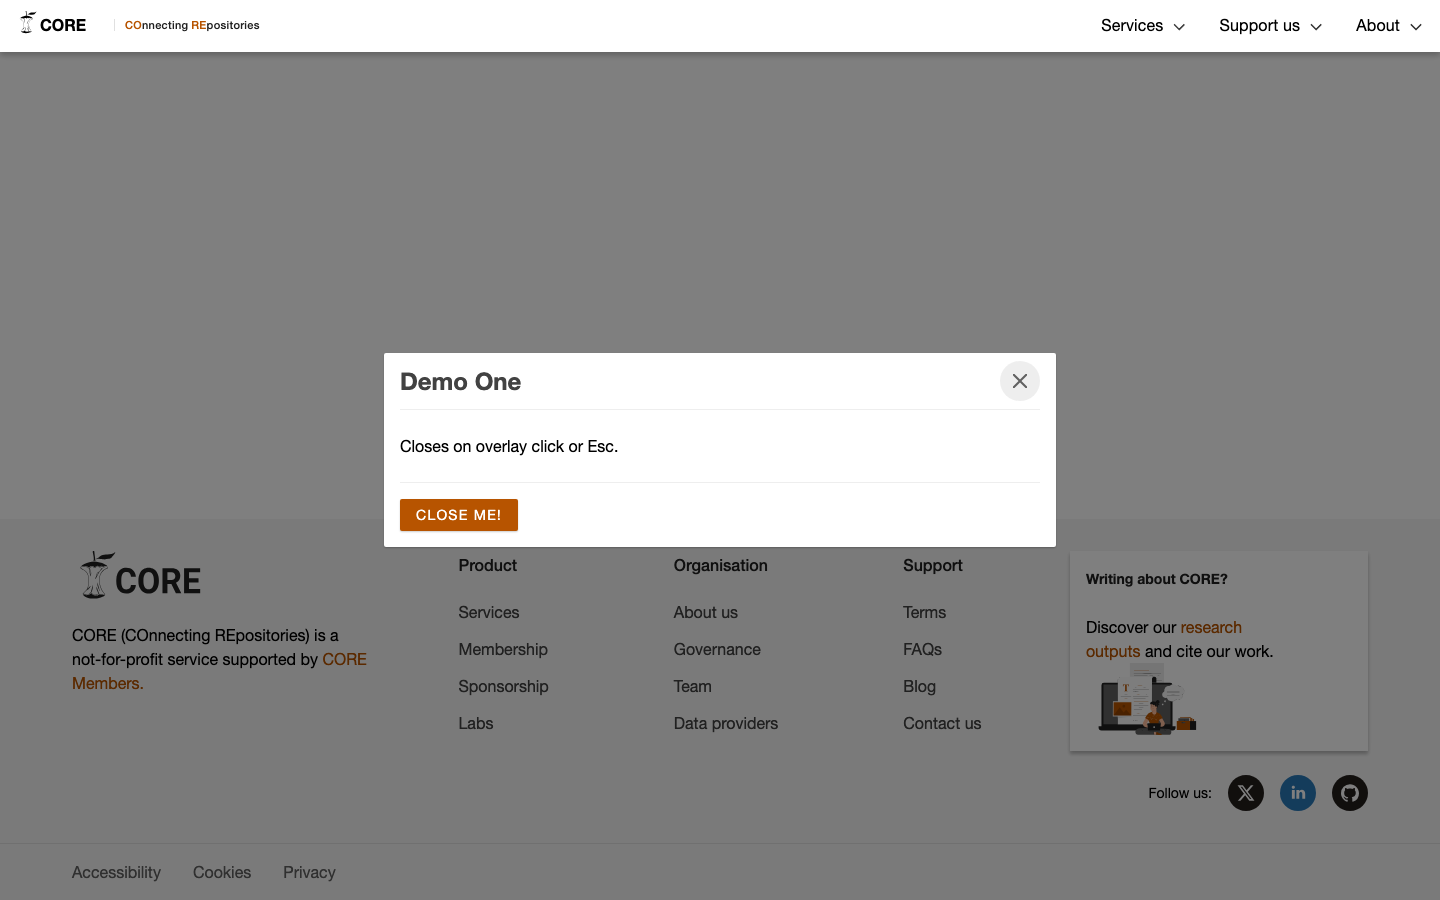 CORE
COnnecting REpositories
Services
Support us
About
Demo One
Closes on overlay click or Esc.
CLOSE ME!
CORE
CORE (COnnecting REpositories) is a
not-for-profit service supported by CORE
Members.
Product
Services
Membership
Sponsorship
Labs
Organisation
About us
Governance
Team
Data providers
Support
Terms
FAQs
Blog
Contact us
Writing about CORE?
Discover our research
outputs and cite our work.
T
Follow us:
in
Accessibility
Cookies
Privacy